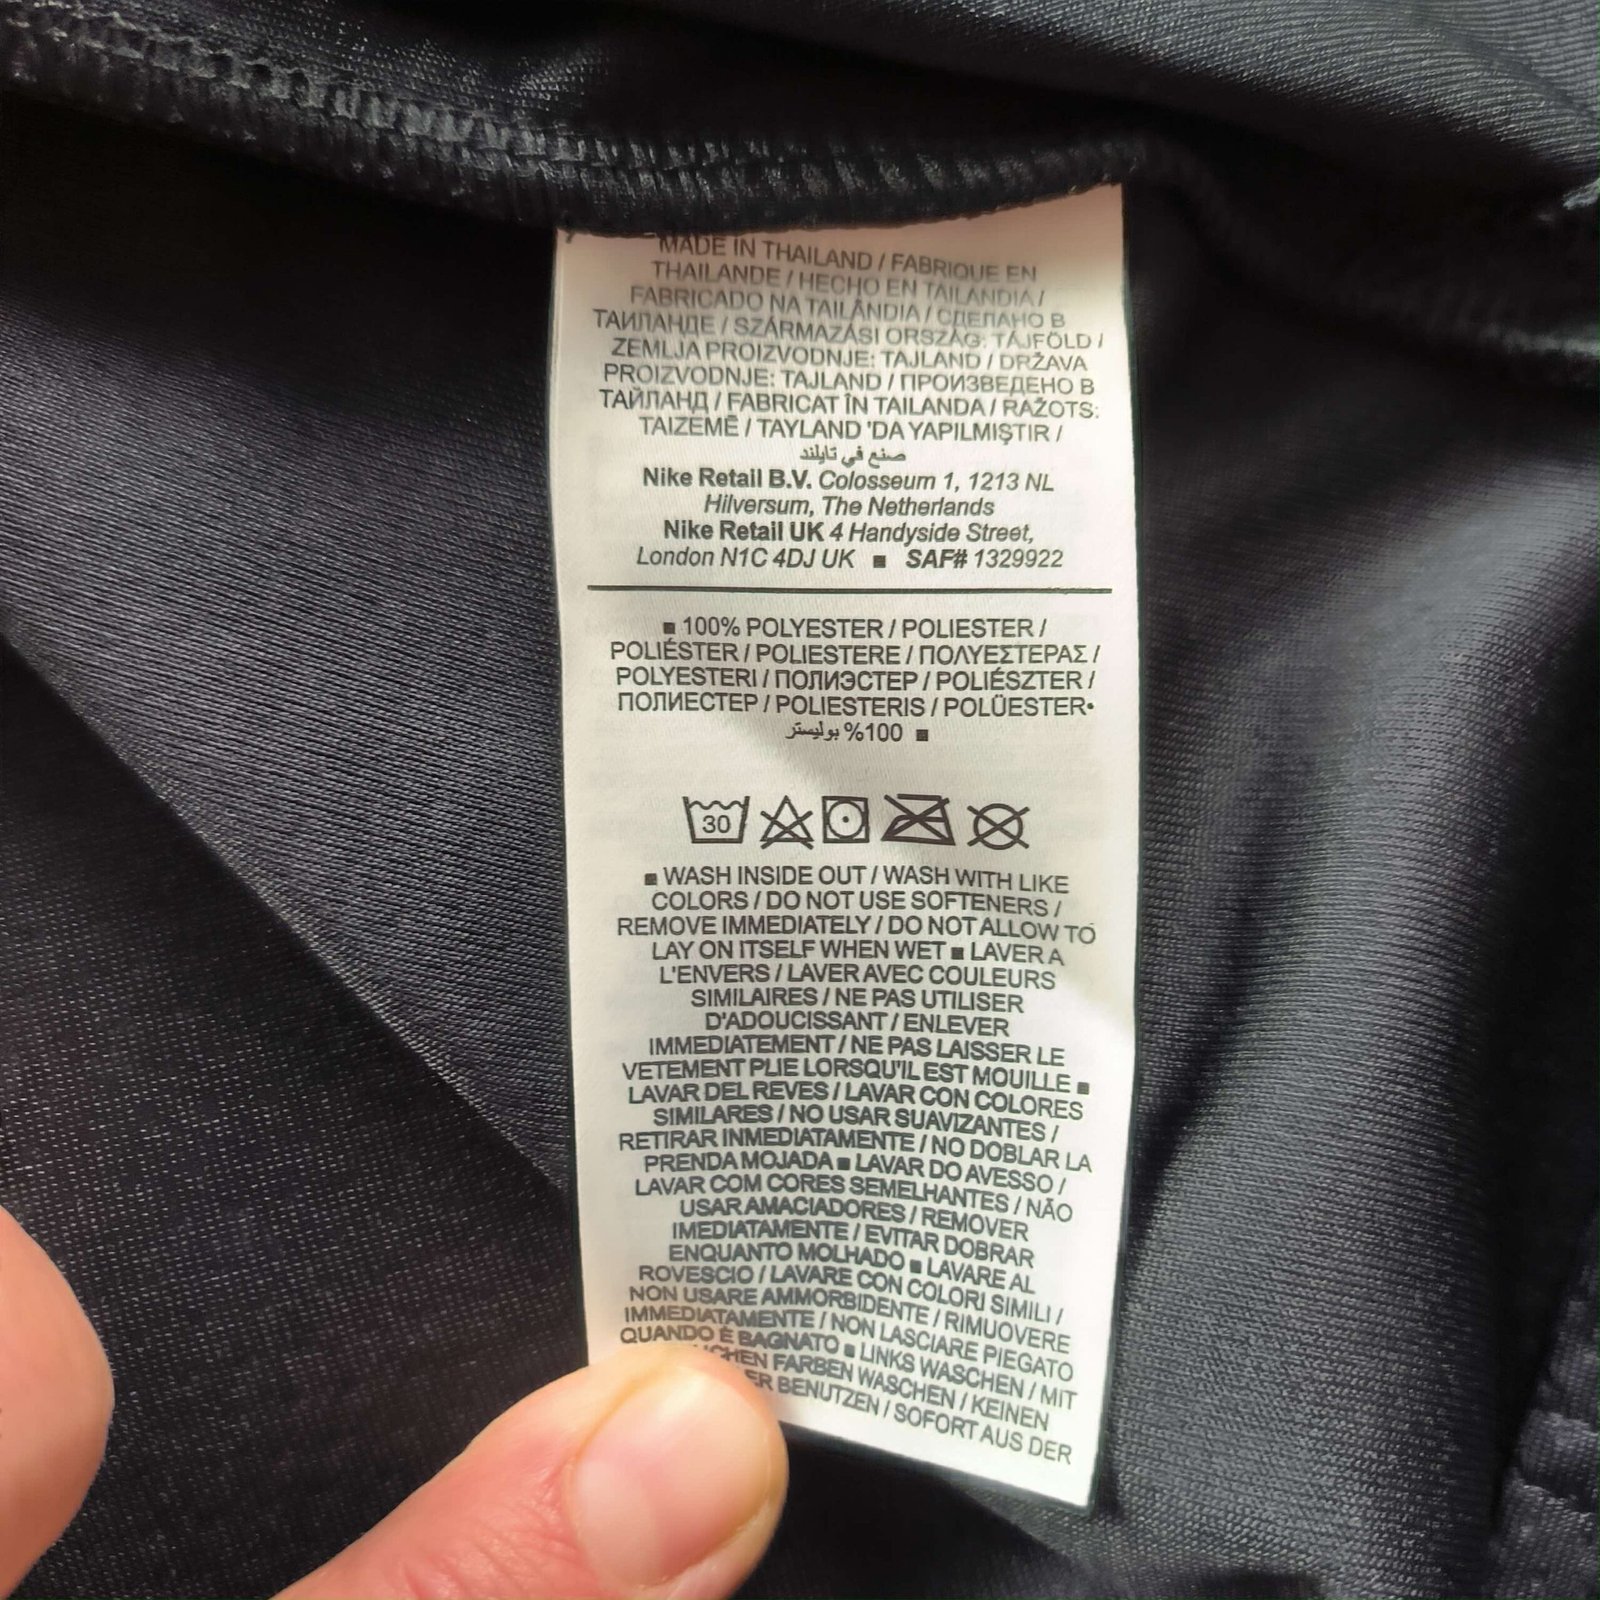 MADE IN THAILAND / FABRIQUE EN
THAILANDE / HECHO EN TAILANDIA /
FABRICADO NA TAILÂNDIA / СДЕЛАНО В
ТАИЛАНДЕ / SZÁRMAZÁSI ORSZÁG: TÁJFÖLD /
ZEMLJA PROIZVODNJE: TAJLAND / DRŽAVA
PROIZVODNJE: TAJLAND / ПРОИЗВЕДЕНО В
ТАЙЛАНД / FABRICAT ÎN TAILANDA / RAŽOTS:
TAIZEMĒ / TAYLAND 'DA YAPILMIŞTIR /
صنع في تايلند
Nike Retail B.V. Colosseum 1, 1213 NL
Hilversum, The Netherlands
Nike Retail UK 4 Handyside Street,
London N1C 4DJ UK ■ SAF# 1329922
■ 100% POLYESTER / POLIESTER /
POLIÉSTER / POLIESTERE / ΠΟΛΥΕΣΤΕΡΑΣ /
POLYESTERI / ПОЛИЭСТЕР / POLIÉSZTER /
ПОЛИЕСТЕР / POLIESTERIS / POLÜESTER•
■ 100% بوليستر
30
■ WASH INSIDE OUT / WASH WITH LIKE
COLORS / DO NOT USE SOFTENERS /
REMOVE IMMEDIATELY / DO NOT ALLOW TO
LAY ON ITSELF WHEN WET ■ LAVER A
L'ENVERS / LAVER AVEC COULEURS
SIMILAIRES / NE PAS UTILISER
D'ADOUCISSANT / ENLEVER
IMMEDIATEMENT / NE PAS LAISSER LE
VETEMENT PLIE LORSQU'IL EST MOUILLE ■
LAVAR DEL REVES / LAVAR CON COLORES
SIMILARES / NO USAR SUAVIZANTES /
RETIRAR INMEDIATAMENTE / NO DOBLAR LA
PRENDA MOJADA ■ LAVAR DO AVESSO /
LAVAR COM CORES SEMELHANTES / NÃO
USAR AMACIADORES / REMOVER
IMEDIATAMENTE / EVITAR DOBRAR
ENQUANTO MOLHADO ■ LAVARE AL
ROVESCIO / LAVARE CON COLORI SIMILI /
NON USARE AMMORBIDENTE / RIMUOVERE
IMMEDIATAMENTE / NON LASCIARE PIEGATO
QUANDO È BAGNATO ■ LINKS WASCHEN / MIT
FARBEN WASCHEN / KEINEN
BENUTZEN / SOFORT AUS DER